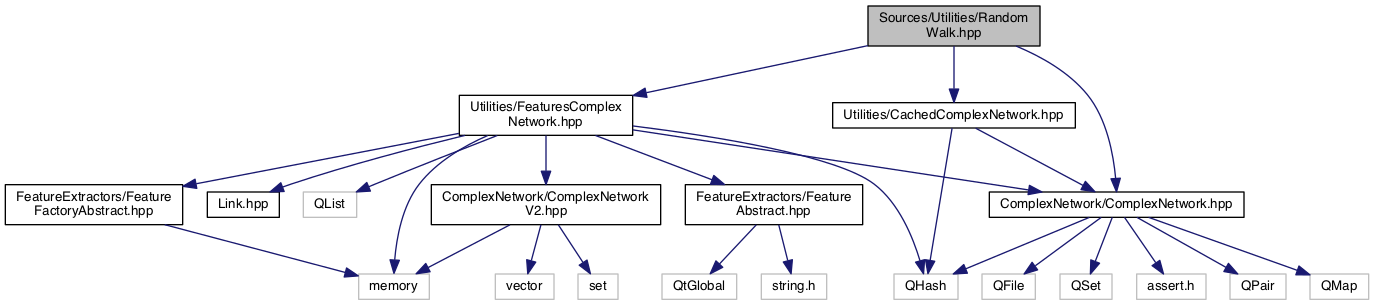 Sources/Utilities/Random
Walk.hpp
Utilities/FeaturesComplex
Network.hpp
Utilities/CachedComplexNetwork.hpp
FeatureExtractors/Feature
FactoryAbstract.hpp
Link.hpp
QList
ComplexNetwork/ComplexNetwork
V2.hpp
FeatureExtractors/Feature
Abstract.hpp
ComplexNetwork/ComplexNetwork.hpp
memory
vector
set
QtGlobal
string.h
QHash
QFile
QSet
assert.h
QPair
QMap